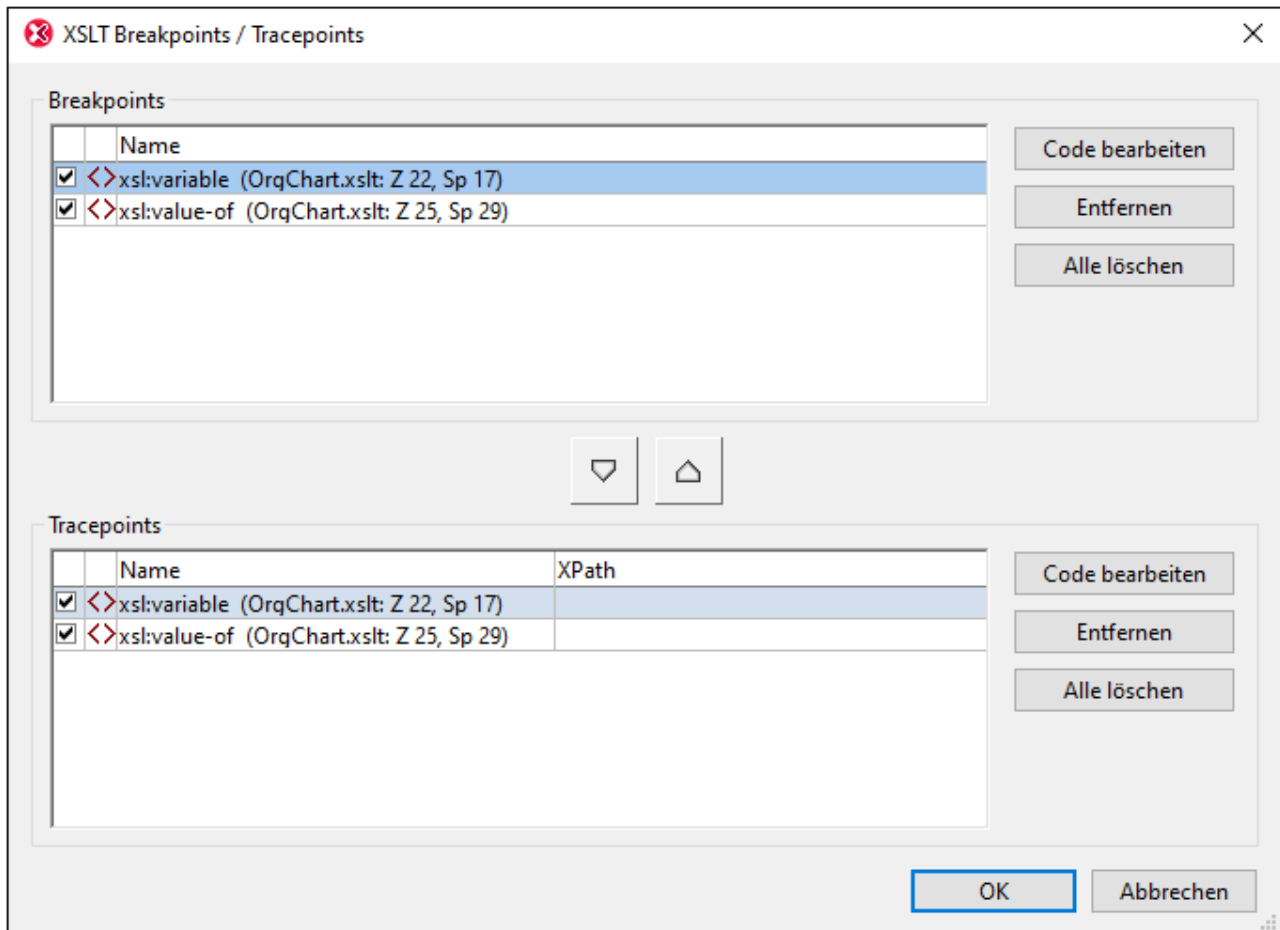 XSLT Breakpoints / Tracepoints
Breakpoints
Name
xsl:variable (OrgChart.xslt: Z 22, Sp 17)
xsl:value-of (OrgChart.xslt: Z 25, Sp 29)
Code bearbeiten
Entfernen
Alle löschen
Tracepoints
Name XPath
xsl:variable (OrgChart.xslt: Z 22, Sp 17)
xsl:value-of (OrgChart.xslt: Z 25, Sp 29)
Code bearbeiten
Entfernen
Alle löschen
OK Abbrechen